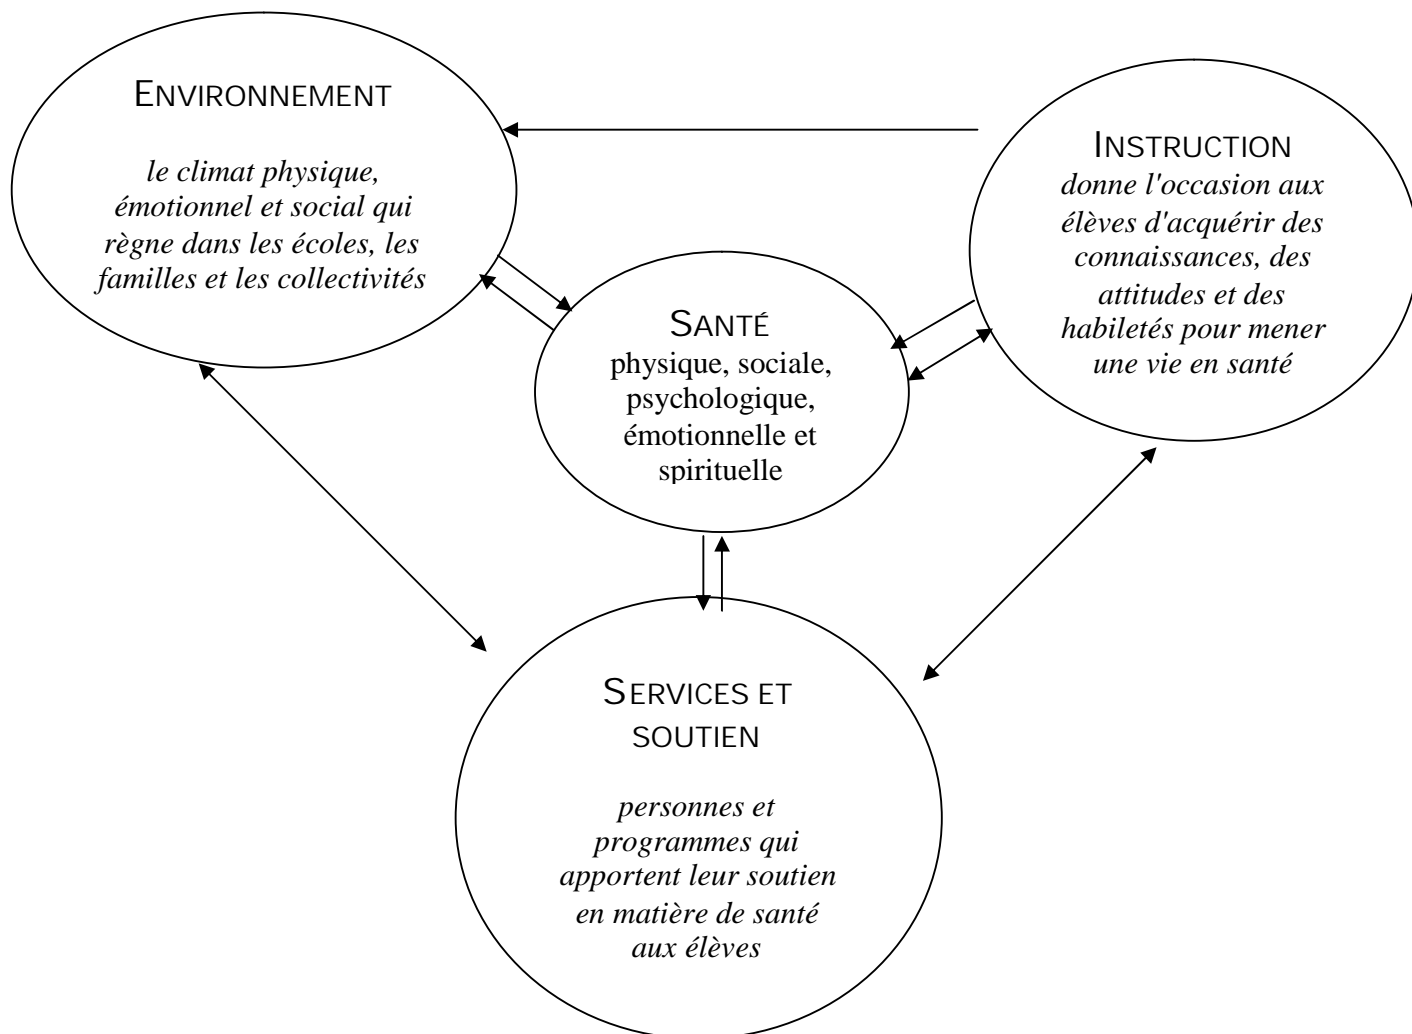 ENVIRONNEMENT
le climat physique,
émotionnel et social qui
règne dans les écoles, les
familles et les collectivités
INSTRUCTION
donne l'occasion aux
élèves d'acquérir des
connaissances, des
attitudes et des
habiletés pour mener
une vie en santé
SANTÉ
physique, sociale,
psychologique,
émotionnelle et
spirituelle
SERVICES ET
SOUTIEN
personnes et
programmes qui
apportent leur soutien
en matière de santé
aux élèves